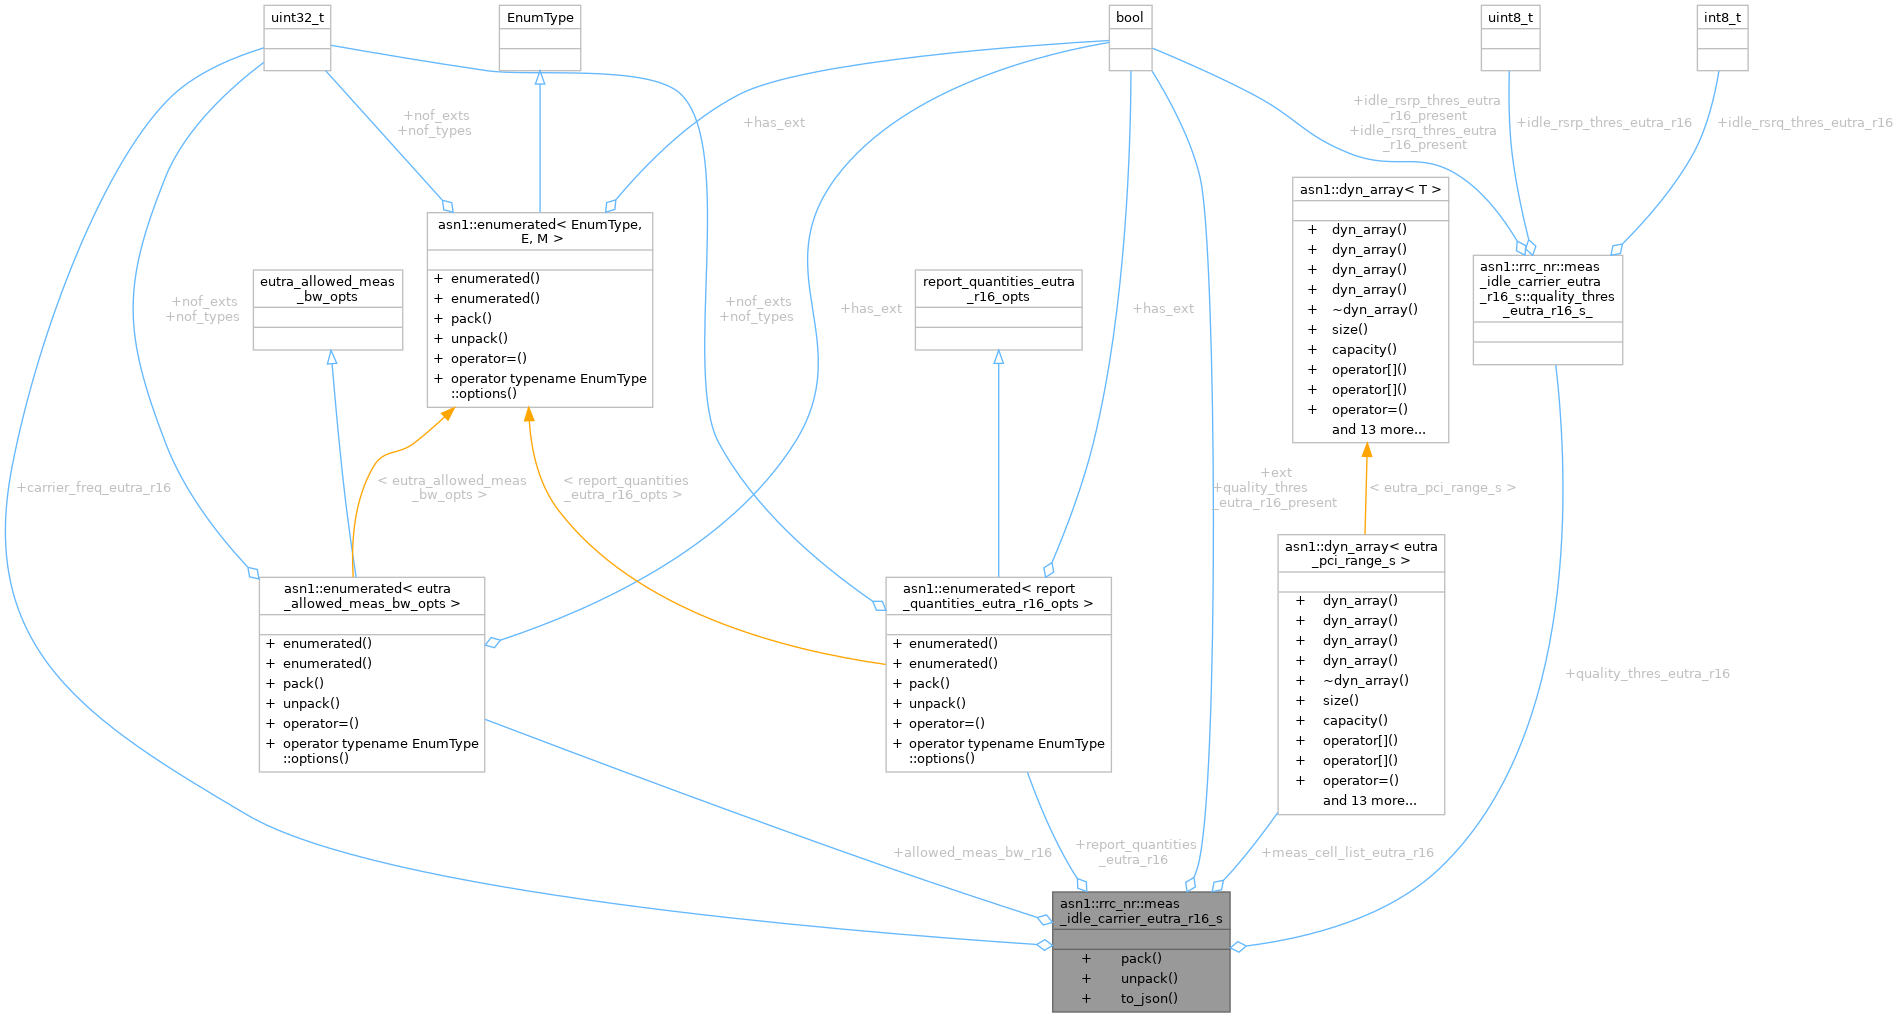 uint32_t
EnumType
bool
uint8_t
int8_t
+nof_exts
+nof_types
+has_ext
+idle_rsrp_thres_eutra
_r16_present
+idle_rsrq_thres_eutra
_r16_present
+idle_rsrp_thres_eutra_r16
+idle_rsrq_thres_eutra_r16
asn1::enumerated< EnumType,
E, M >
+ enumerated()
+ enumerated()
+ pack()
+ unpack()
+ operator=()
+ operator typename EnumType
::options()
asn1::dyn_array< T >
+ dyn_array()
+ dyn_array()
+ dyn_array()
+ dyn_array()
+ ~dyn_array()
+ size()
+ capacity()
+ operator[]()
+ operator[]()
+ operator=()
and 13 more...
asn1::rrc_nr::meas
_idle_carrier_eutra
_r16_s::quality_thres
_eutra_r16_s_
eutra_allowed_meas
_bw_opts
report_quantities_eutra
_r16_opts
+nof_exts
+nof_types
+nof_exts
+nof_types
+has_ext
+has_ext
+carrier_freq_eutra_r16
< eutra_allowed_meas
_bw_opts >
< report_quantities
_eutra_r16_opts >
+ext
+quality_thres
_eutra_r16_present
< eutra_pci_range_s >
asn1::enumerated< eutra
_allowed_meas_bw_opts >
+ enumerated()
+ enumerated()
+ pack()
+ unpack()
+ operator=()
+ operator typename EnumType
::options()
asn1::enumerated< report
_quantities_eutra_r16_opts >
+ enumerated()
+ enumerated()
+ pack()
+ unpack()
+ operator=()
+ operator typename EnumType
::options()
asn1::dyn_array< eutra
_pci_range_s >
+ dyn_array()
+ dyn_array()
+ dyn_array()
+ dyn_array()
+ ~dyn_array()
+ size()
+ capacity()
+ operator[]()
+ operator[]()
+ operator=()
and 13 more...
+quality_thres_eutra_r16
+allowed_meas_bw_r16
+report_quantities
_eutra_r16
+meas_cell_list_eutra_r16
asn1::rrc_nr::meas
_idle_carrier_eutra_r16_s
+ pack()
+ unpack()
+ to_json()